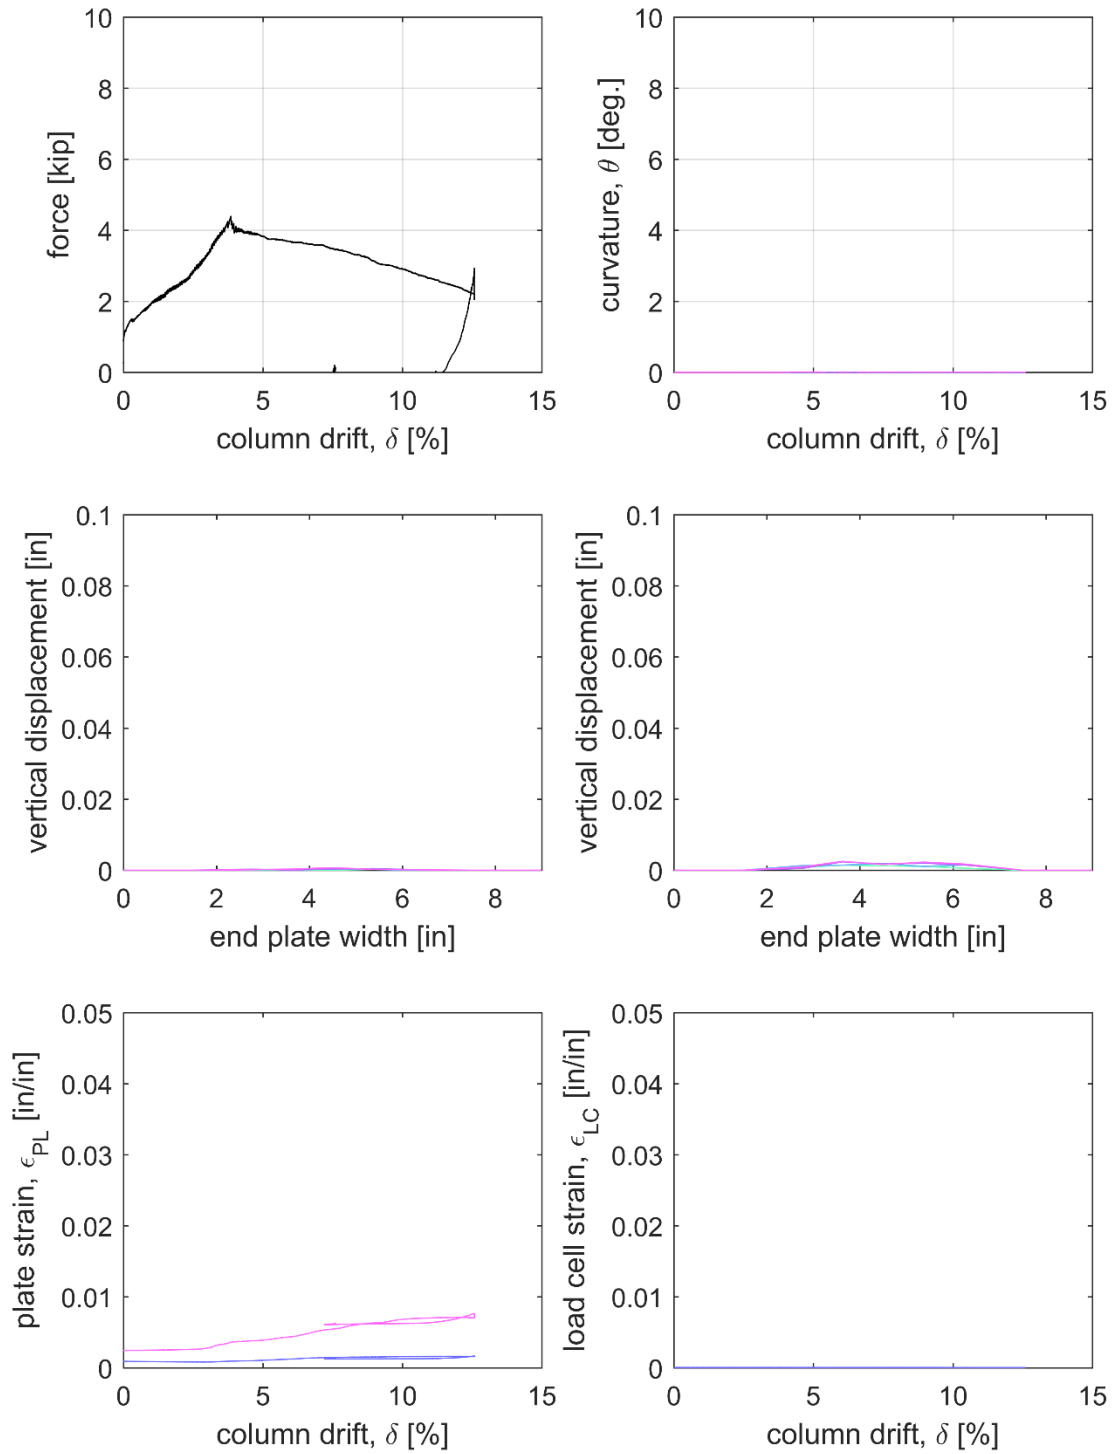 10
8
6
4
2
0
force [kip]
0 5 10 15
column drift, δ [%]
10
8
6
4
2
0
curvature, θ [deg.]
0 5 10 15
column drift, δ [%]
0.1
0.08
0.06
0.04
0.02
0
vertical displacement [in]
0 2 4 6 8
end plate width [in]
0.1
0.08
0.06
0.04
0.02
0
vertical displacement [in]
0 2 4 6 8
end plate width [in]
0.05
0.04
0.03
0.02
0.01
0
plate strain, ϵPL [in/in]
0 5 10 15
column drift, δ [%]
0.05
0.04
0.03
0.02
0.01
0
load cell strain, ϵLC [in/in]
0 5 10 15
column drift, δ [%]